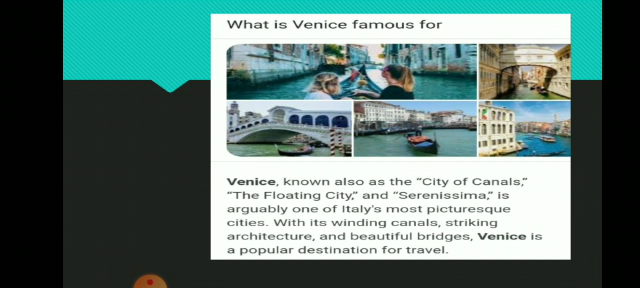 What is Venice famous for
Venice, known also as the “City of Canals,”
“The Floating City,” and “Serenissima,” is
arguably one of Italy's most picturesque
cities. With its winding canals, striking
architecture, and beautiful bridges, Venice is
a popular destination for travel.